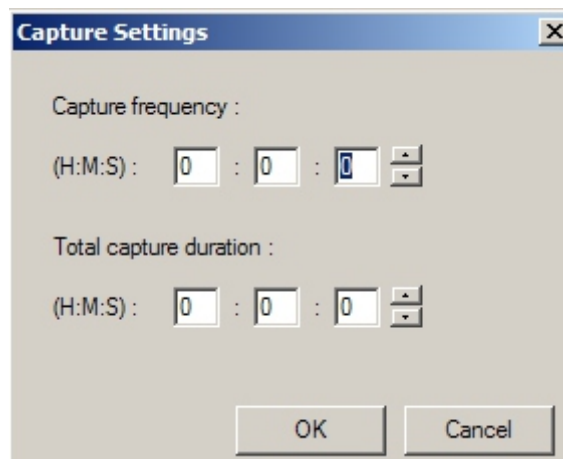 Capture Settings
Capture frequency :
(H:M:S) : 0 : 0 : 0
Total capture duration :
(H:M:S) : 0 : 0 : 0
OK Cancel